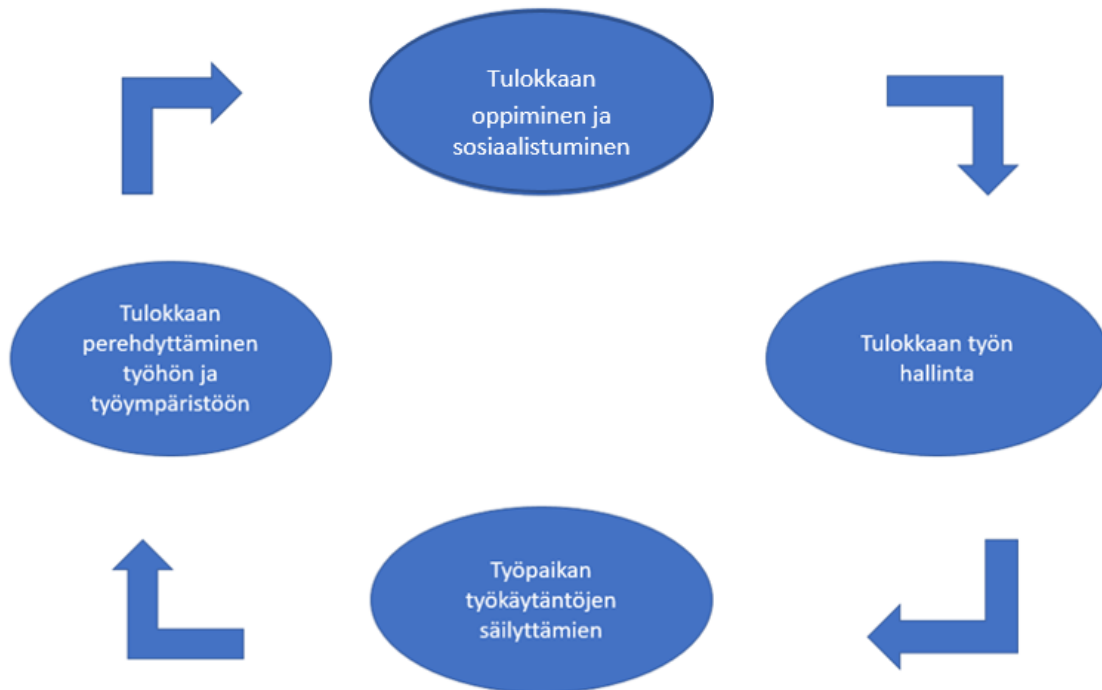 Tulokkaan
oppiminen ja
sosiaalistuminen
Tulokkaan
perehdyttäminen
työhön ja
työympäristöön
Tulokkaan työn
hallinta
Työpaikan
työkäytäntöjen
säilyttämien